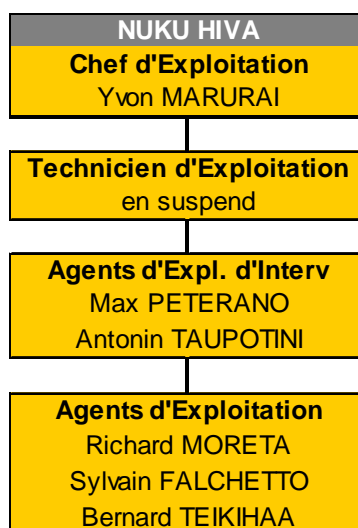 NUKU HIVA
Chef d'Exploitation
Yvon MARURAI
Technicien d'Exploitation
en suspend
Agents d'Expl. d'Interv
Max PETERANO
Antonin TAUPOTINI
Agents d'Exploitation
Richard MORETA
Sylvain FALCHETTO
Bernard TEIKIHAA